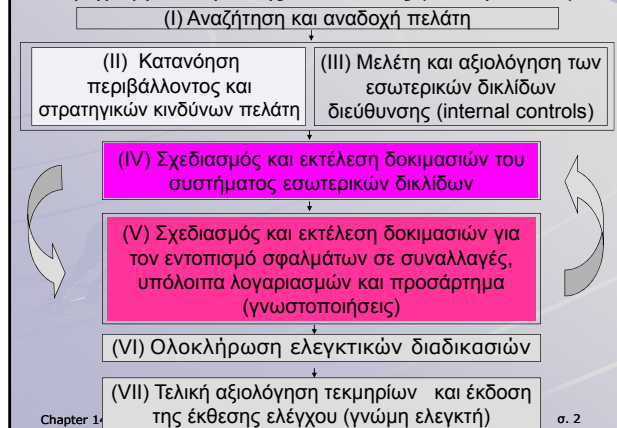 (I) Αναζήτηση και αναδοχή πελάτη
(II) Κατανόηση
περιβάλλοντος και
στρατηγικών κινδύνων πελάτη
(III) Μελέτη και αξιολόγηση των
εσωτερικών δικλίδων
διεύθυνσης (internal controls)
(IV) Σχεδιασμός και εκτέλεση δοκιμασιών του
συστήματος εσωτερικών δικλίδων
(V) Σχεδιασμός και εκτέλεση δοκιμασιών για
τον εντοπισμό σφαλμάτων σε συναλλαγές,
υπόλοιπα λογαριασμών και προσάρτημα
(γνωστοποιήσεις)
(VI) Ολοκλήρωση ελεγκτικών διαδικασιών
(VII) Τελική αξιολόγηση τεκμηρίων και έκδοση
της έκθεσης ελέγχου (γνώμη ελεγκτή)
Chapter 14
σ. 2